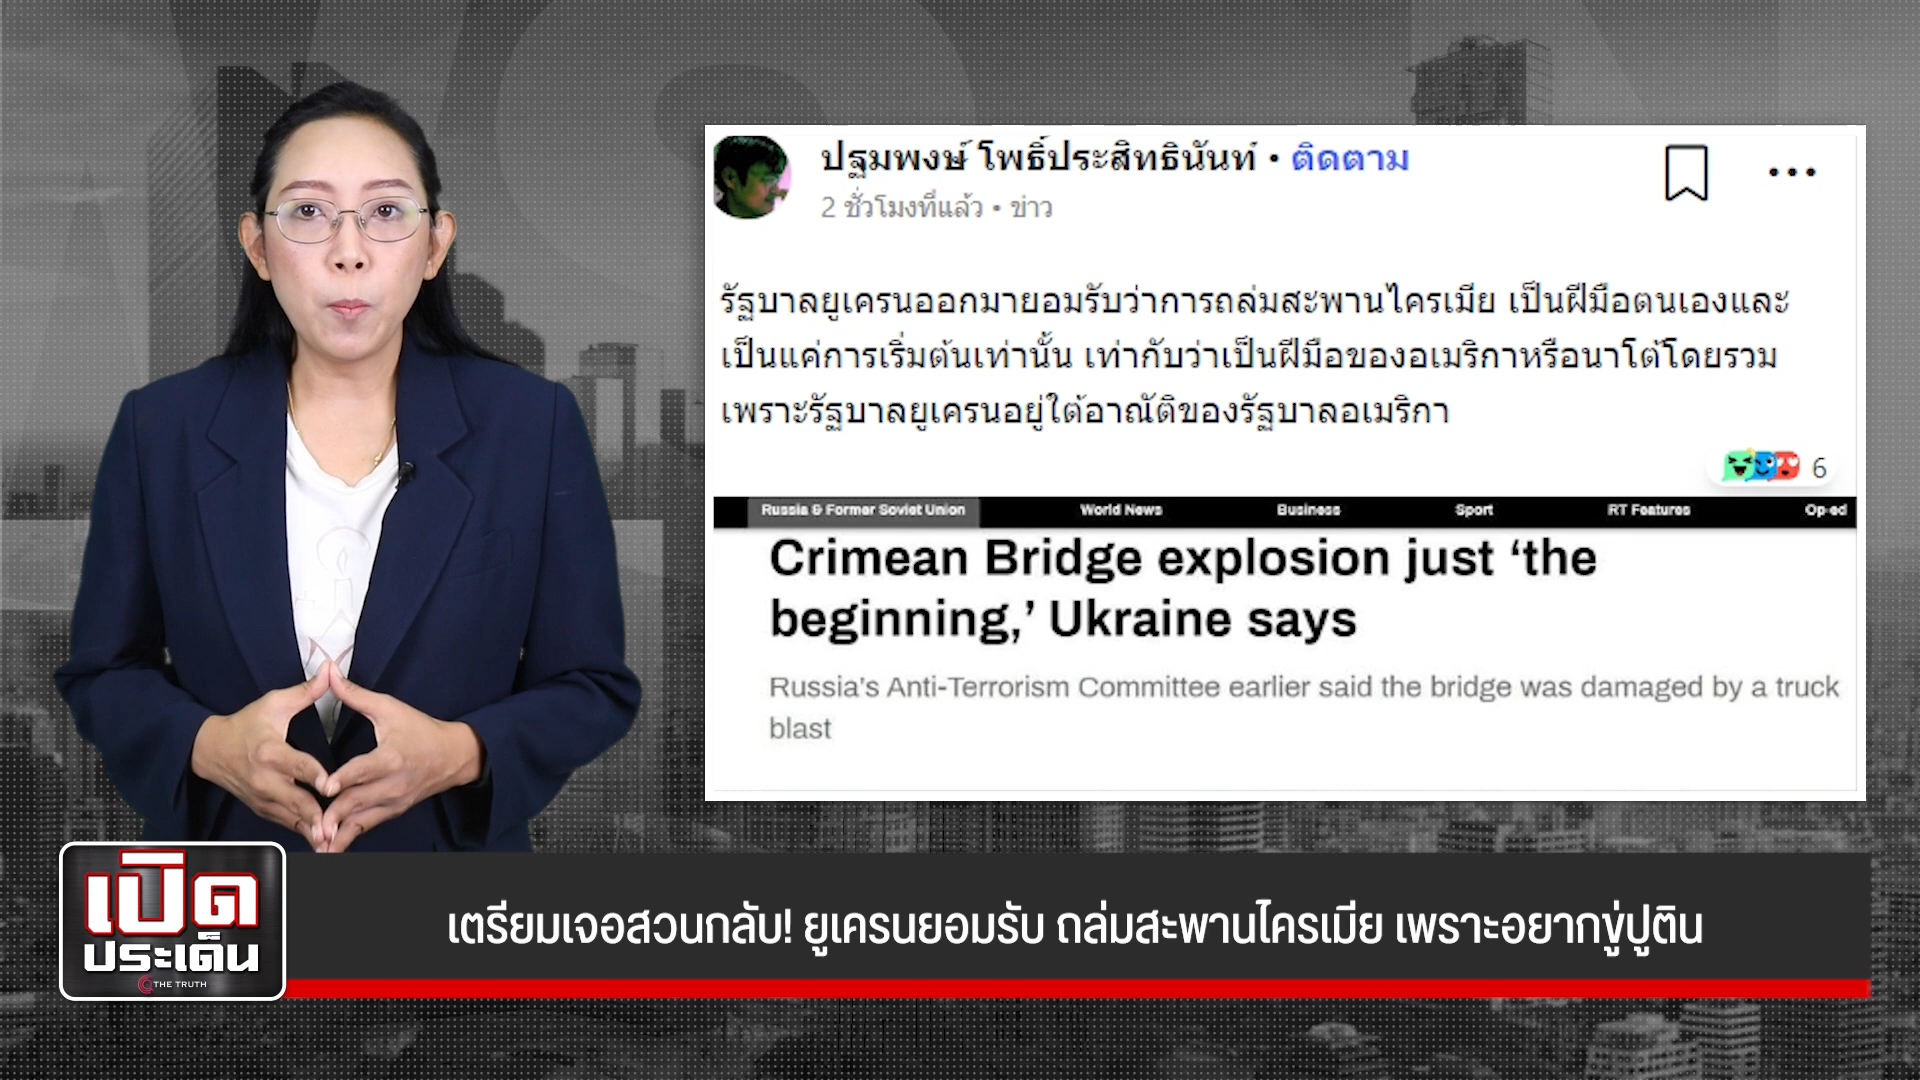 ปฐมพงษ์ โพธิ์ประสิทธินันท์ • ติดตาม
2 ชั่วโมงที่แล้ว • ข่าว
รัฐบาลยูเครนออกมายอมรับว่าการถล่มสะพานไครเมีย เป็นฝีมือตนเองและ
เป็นแค่การเริ่มต้นเท่านั้น เท่ากับว่าเป็นฝีมือของอเมริกาหรือนาโต้โดยรวม
เพราะรัฐบาลยูเครนอยู่ใต้อาณัติของรัฐบาลอเมริกา
6
Russia & Former Soviet Union World News Business Sport RT Features Op-ed
Crimean Bridge explosion just ‘the
beginning,’ Ukraine says
Russia's Anti-Terrorism Committee earlier said the bridge was damaged by a truck
blast
เปิด
ประเด็น
THE TRUTH
เตรียมเจอสวนกลับ! ยูเครนยอมรับ ถล่มสะพานไครเมีย เพราะอยากขู่ปูติน